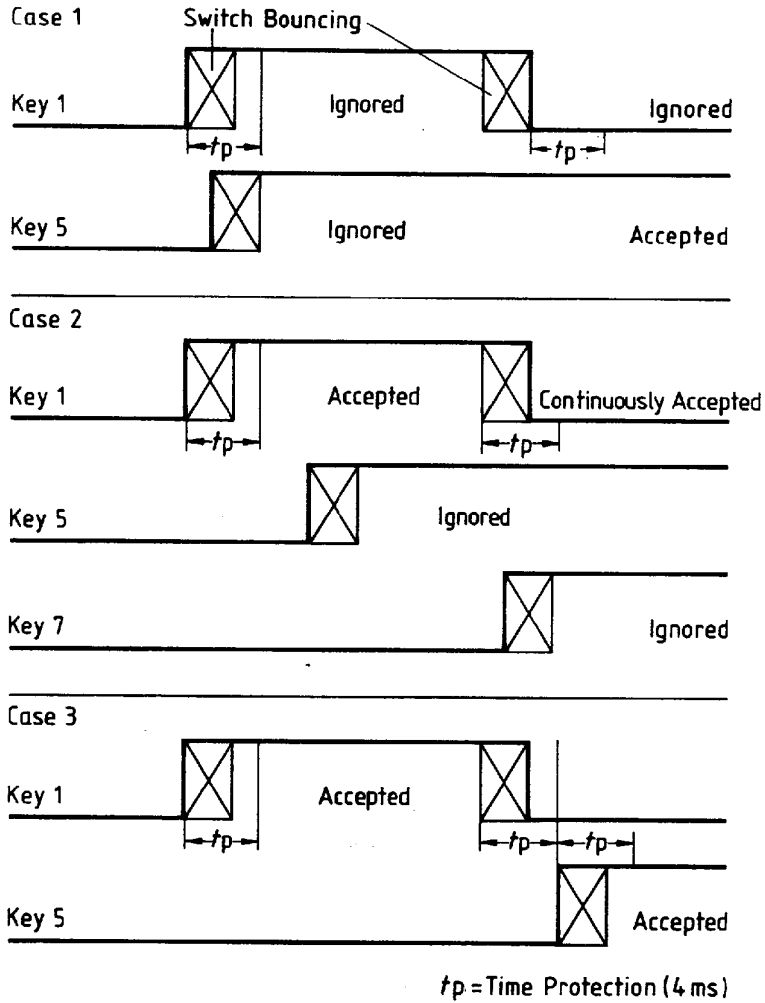 Case 1
Switch Bouncing
Key 1
Ignored
Ignored
tp
tp
Key 5
Ignored
Accepted
Case 2
Key 1
Accepted
Continuously Accepted
tp
tp
Key 5
Ignored
Key 7
Ignored
Case 3
Key 1
Accepted
tp
tp
tp
Key 5
Accepted
tp=Time Protection (4 ms)